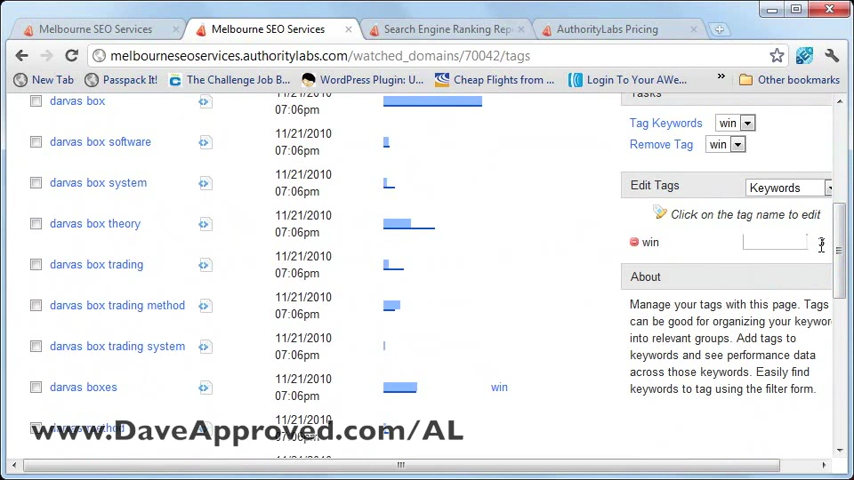 Melbourne SEO Services
Melbourne SEO Services
Search Engine Ranking Rep
AuthorityLabs Pricing
melbourneseoservices.authoritylabs.com/watched_domains/70042/tags
New Tab
Passpack It!
The Challenge Job B...
WordPress Plugin: U...
Cheap Flights from ...
Login To Your AWe...
»
Other bookmarks
darvas box
11/21/2010
07:06pm
darvas box software
11/21/2010
07:06pm
darvas box system
11/21/2010
07:06pm
darvas box theory
11/21/2010
07:06pm
darvas box trading
11/21/2010
07:06pm
darvas box trading method
11/21/2010
07:06pm
darvas box trading system
11/21/2010
07:06pm
darvas boxes
11/21/2010
07:06pm
win
darvas method
11/21/2010
07:06pm
Tasks
Tag Keywords
win
Remove Tag
win
Edit Tags
Keywords
Click on the tag name to edit
win
About
Manage your tags with this page. Tags
can be good for organizing your keywor
into relevant groups. Add tags to
keywords and see performance data
across those keywords. Easily find
keywords to tag using the filter form.
www.DaveApproved.com/AL